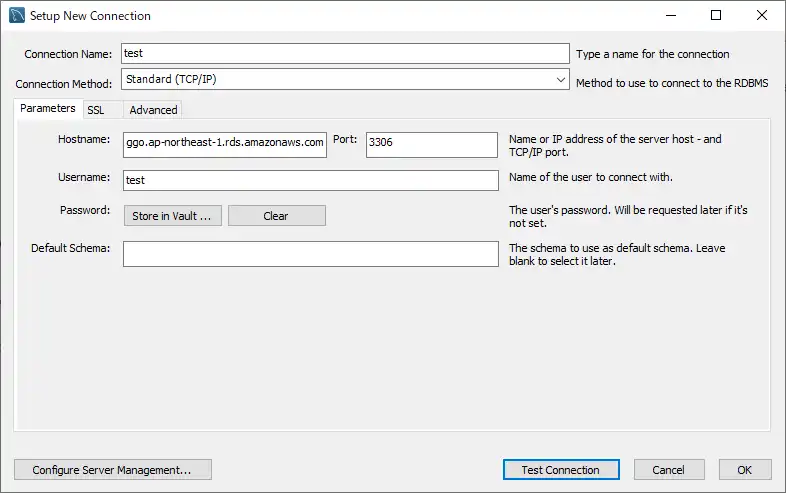 Setup New Connection
Connection Name: test Type a name for the connection
Connection Method: Standard (TCP/IP) Method to use to connect to the RDBMS
Parameters SSL Advanced
Hostname: ggo.ap-northeast-1.rds.amazonaws.com Port: 3306 Name or IP address of the server host - and
TCP/IP port.
Username: test Name of the user to connect with.
Password: Store in Vault ... Clear The user's password. Will be requested later if it's
not set.
Default Schema: The schema to use as default schema. Leave
blank to select it later.
Configure Server Management... Test Connection Cancel OK